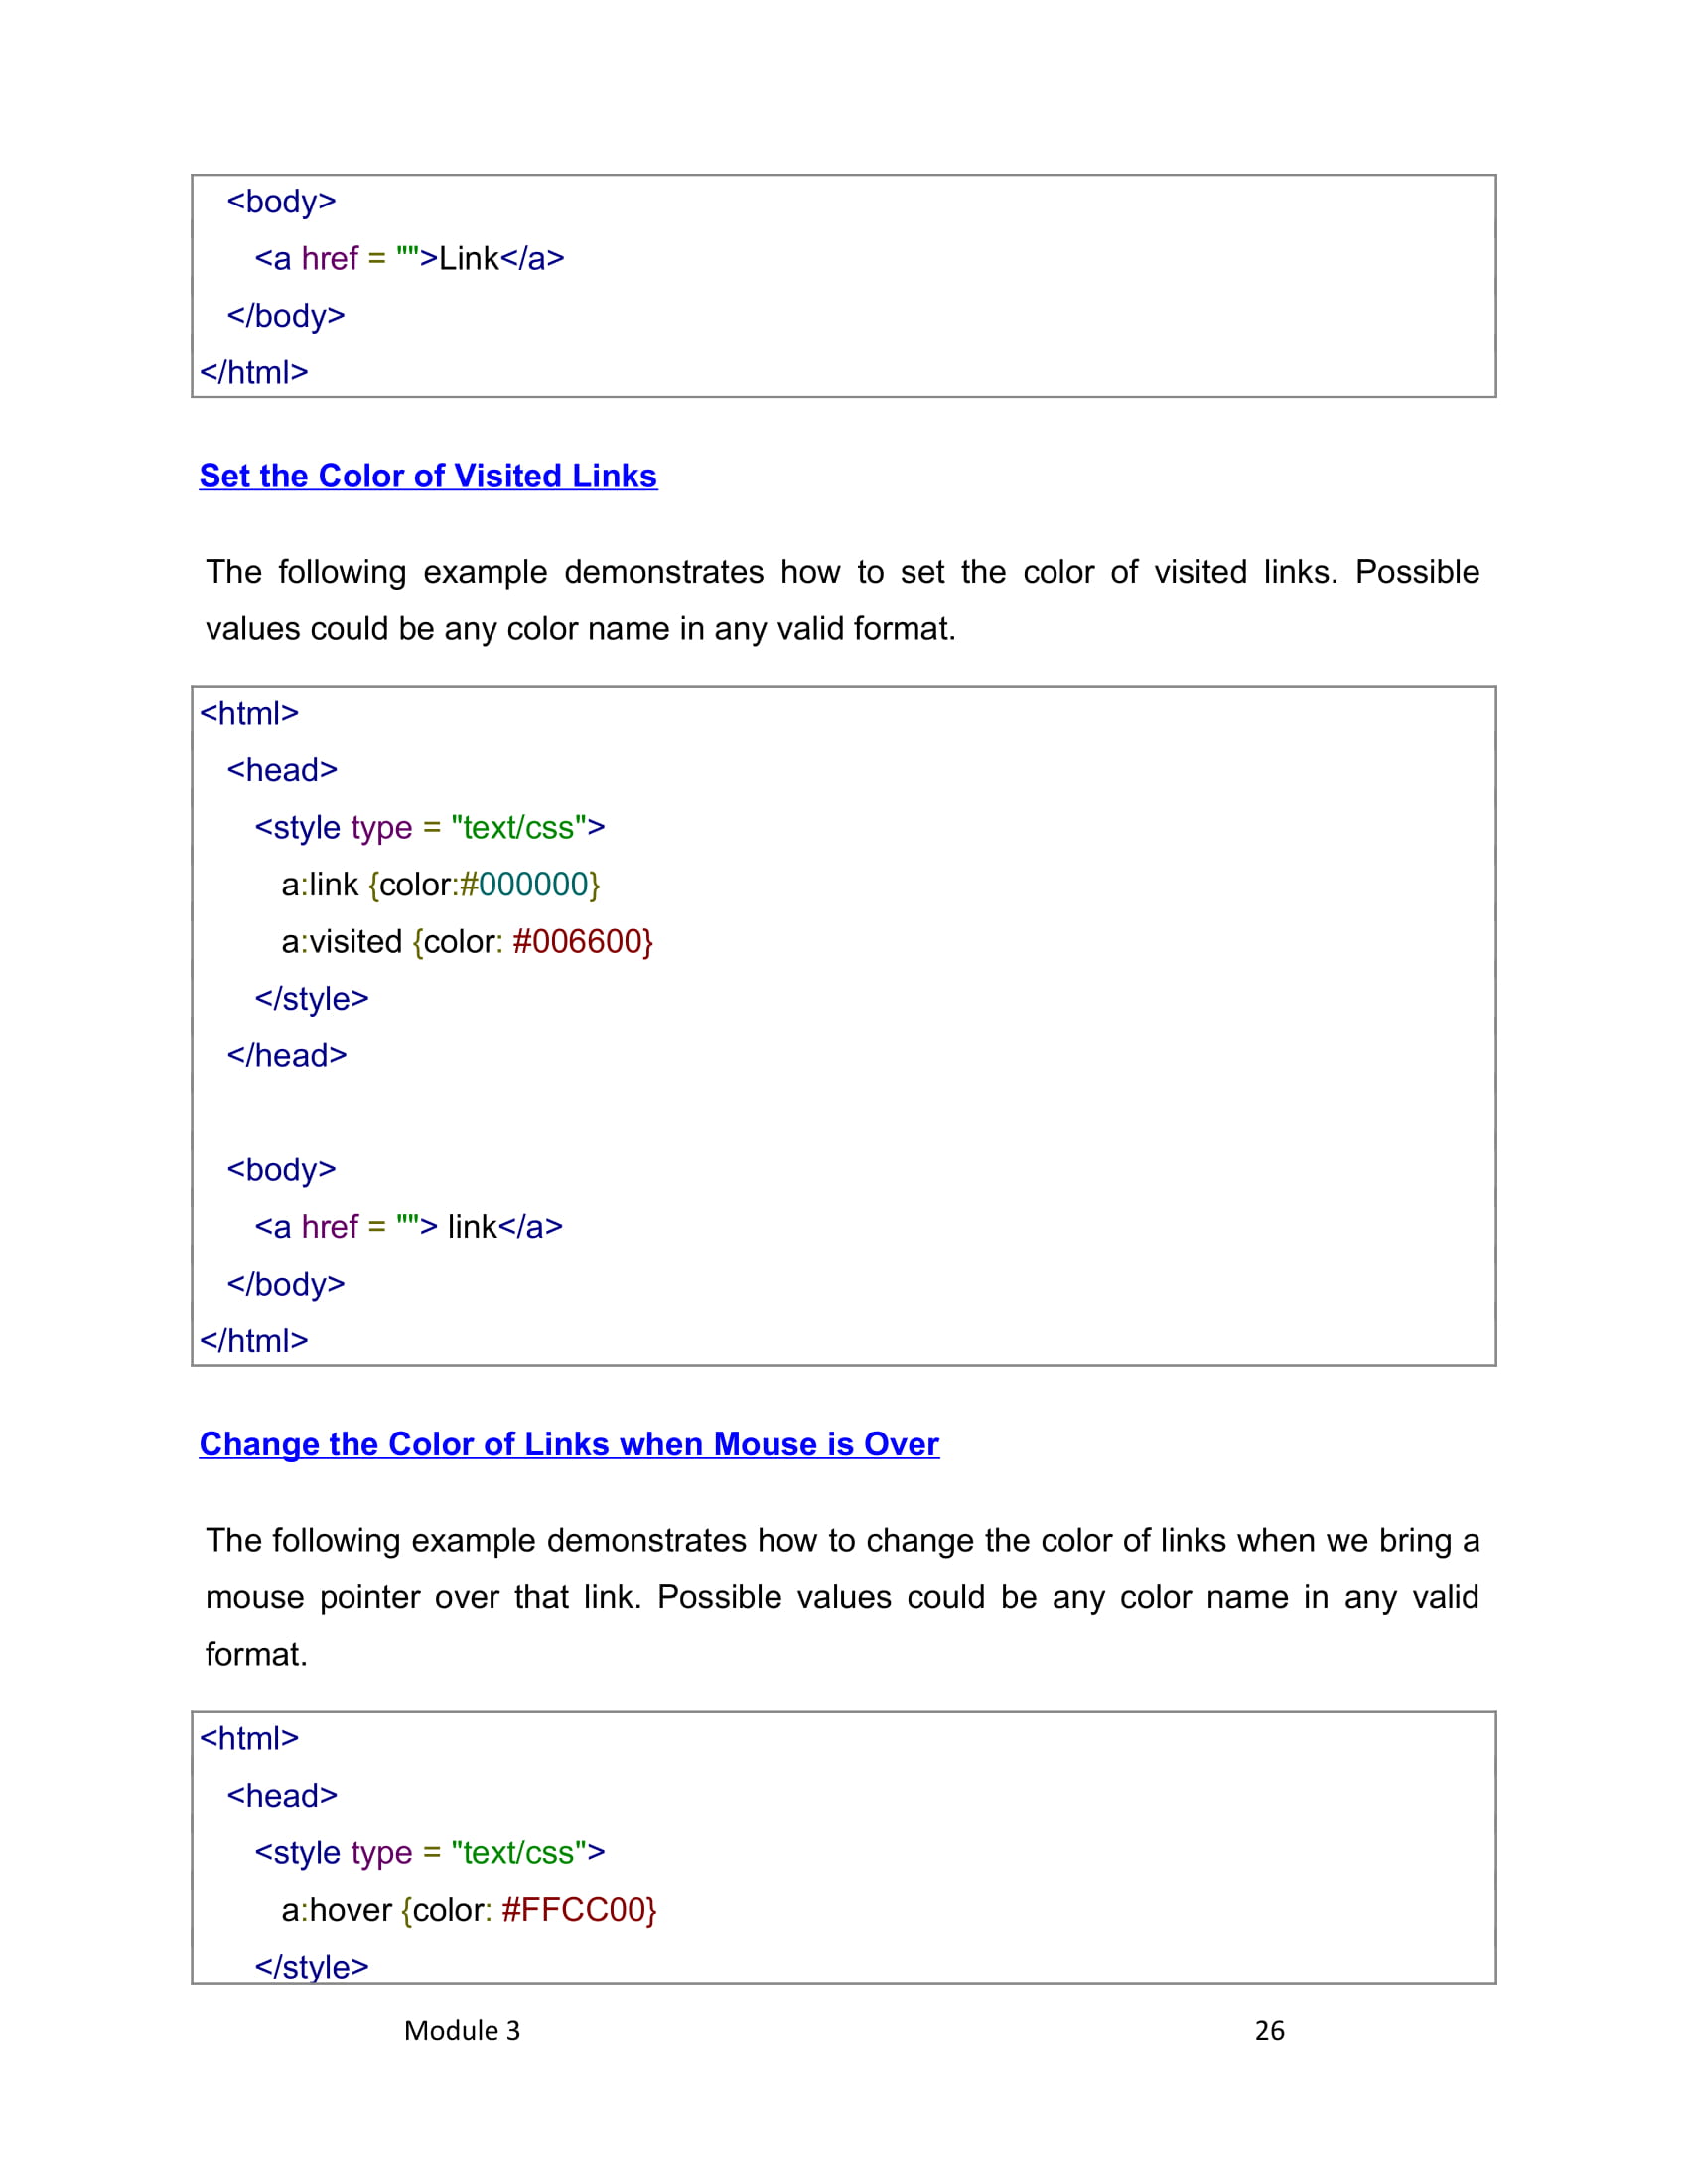 <body>
<a href = "">Link</a>
</body>
</html>
Set the Color of Visited Links
The following example demonstrates how to set the color of visited links. Possible
values could be any color name in any valid format.
<html>
<head>
<style type = "text/css">
a:link {color:#000000}
a:visited {color: #006600}
</style>
</head>
<body>
<a href = ""> link</a>
</body>
</html>
Change the Color of Links when Mouse is Over
The following example demonstrates how to change the color of links when we bring a
mouse pointer over that link. Possible values could be any color name in any valid
format.
<html>
<head>
<style type = "text/css">
a:hover {color: #FFCC00}
</style>
Module 3 26